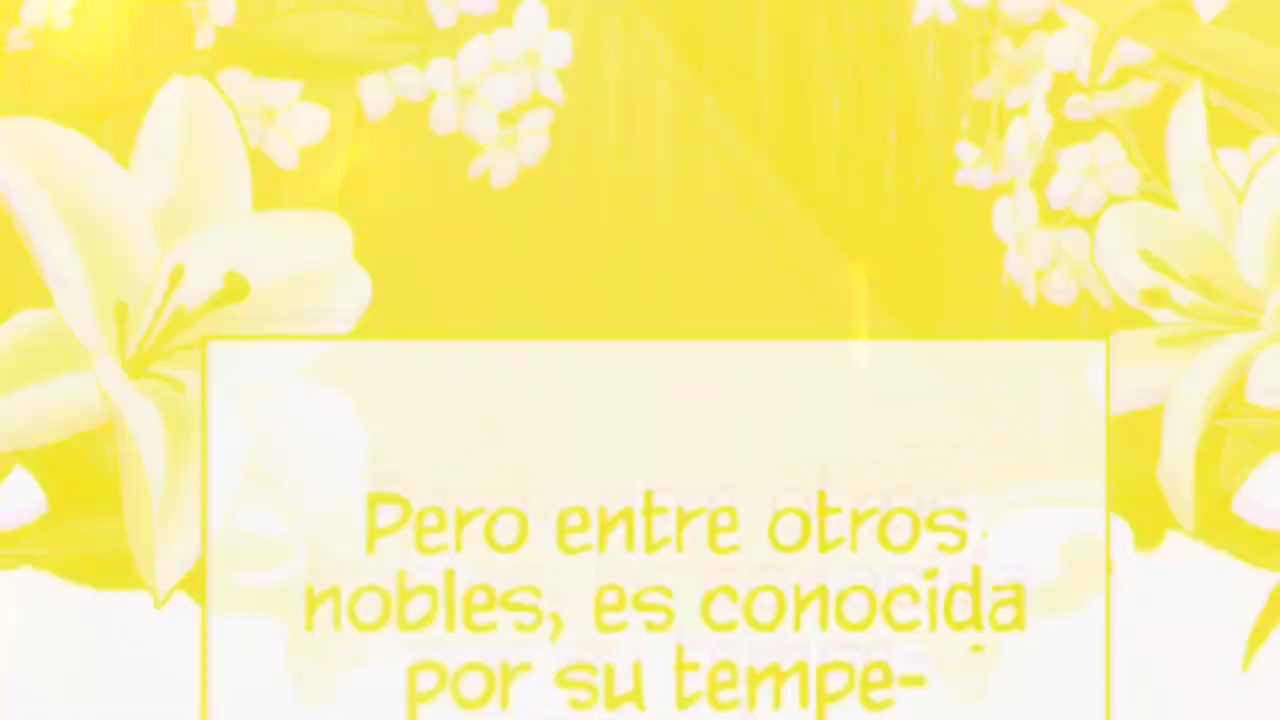 Pero entre otros
nobles, es conocida
por su tempe-